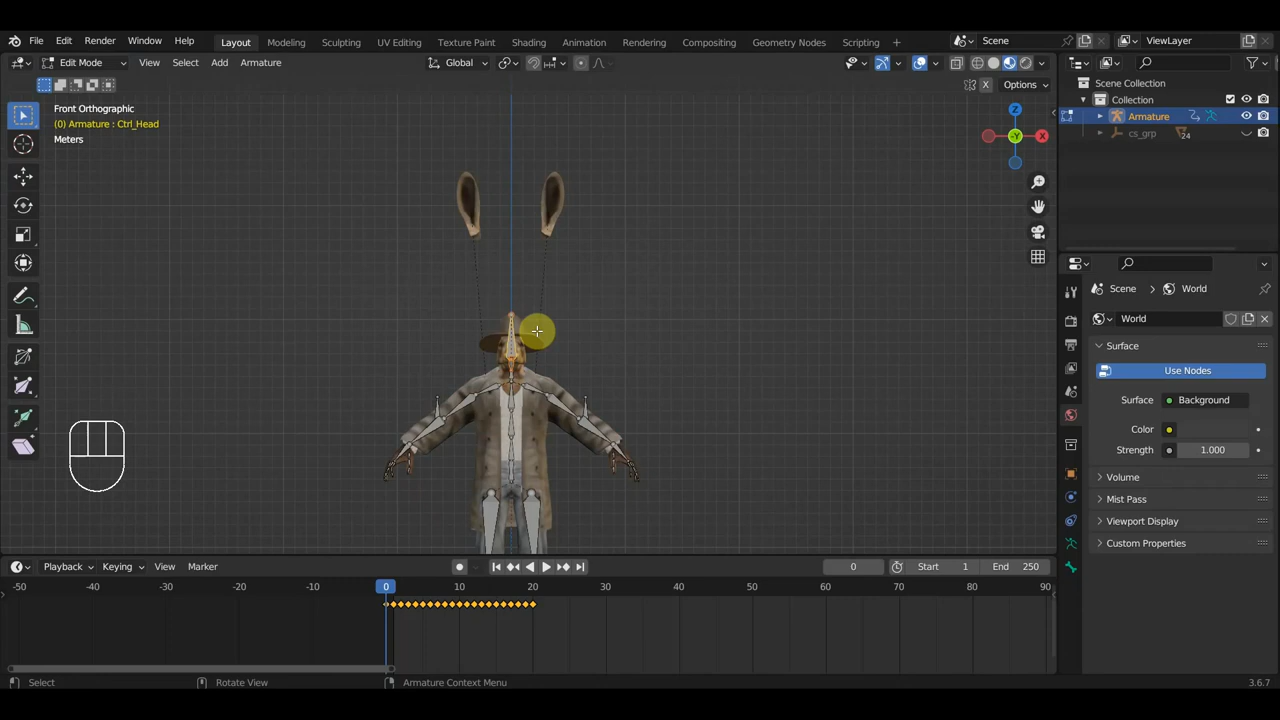 File Edit Render Window Help Layout Modeling Sculpting UV Editing Texture Paint Shading Animation Rendering Compositing Geometry Nodes Scripting + Scene ViewLayer
Edit Mode View Select Add Armature Global
Options
Front Orthographic
(0) Armature : Ctrl_Head
Meters
X
Z
-Y
X
Scene Collection
Collection
Armature
cs_grp 24
Scene World
World
Surface
Use Nodes
Surface Background
Color
Strength 1.000
Volume
Mist Pass
Viewport Display
Custom Properties
Playback Keying View Marker 0 Start 1 End 250
-50 -40 -30 -20 -10 0 10 20 30 40 50 60 70 80 90
Select Rotate View Armature Context Menu 3.6.7